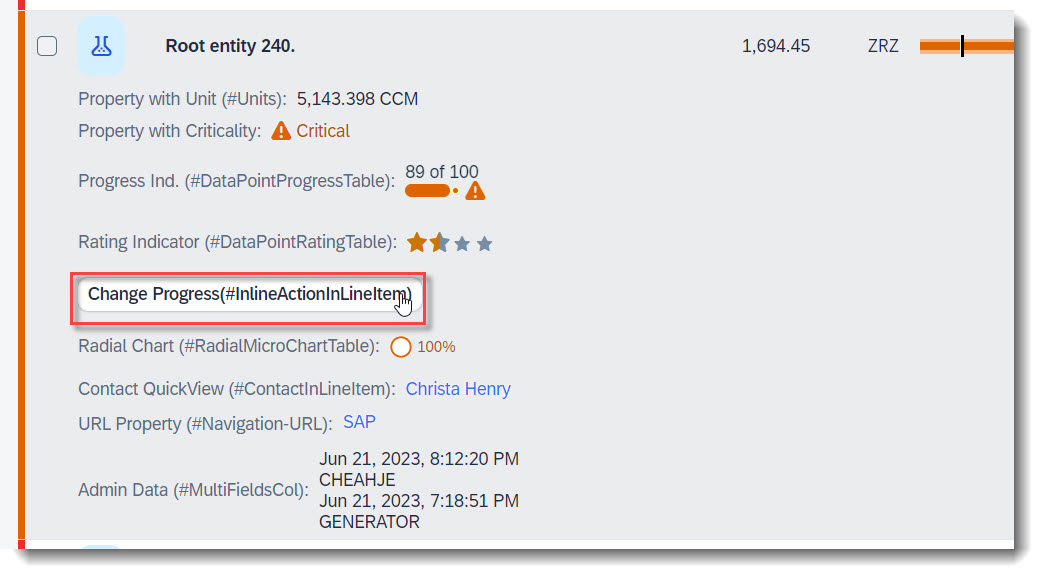 Root entity 240. 1,694.45 ZRZ
Property with Unit (#Units): 5,143.398 CCM
Property with Criticality: Critical
Progress Ind. (#DataPointProgressTable): 89 of 100
Rating Indicator (#DataPointRatingTable):
Change Progress(#InlineActionInLineItem)
Radial Chart (#RadialMicroChartTable): 100%
Contact QuickView (#ContactInLineItem): Christa Henry
URL Property (#Navigation-URL): SAP
Admin Data (#MultiFieldsCol): Jun 21, 2023, 8:12:20 PM
CHEAHJE
Jun 21, 2023, 7:18:51 PM
GENERATOR